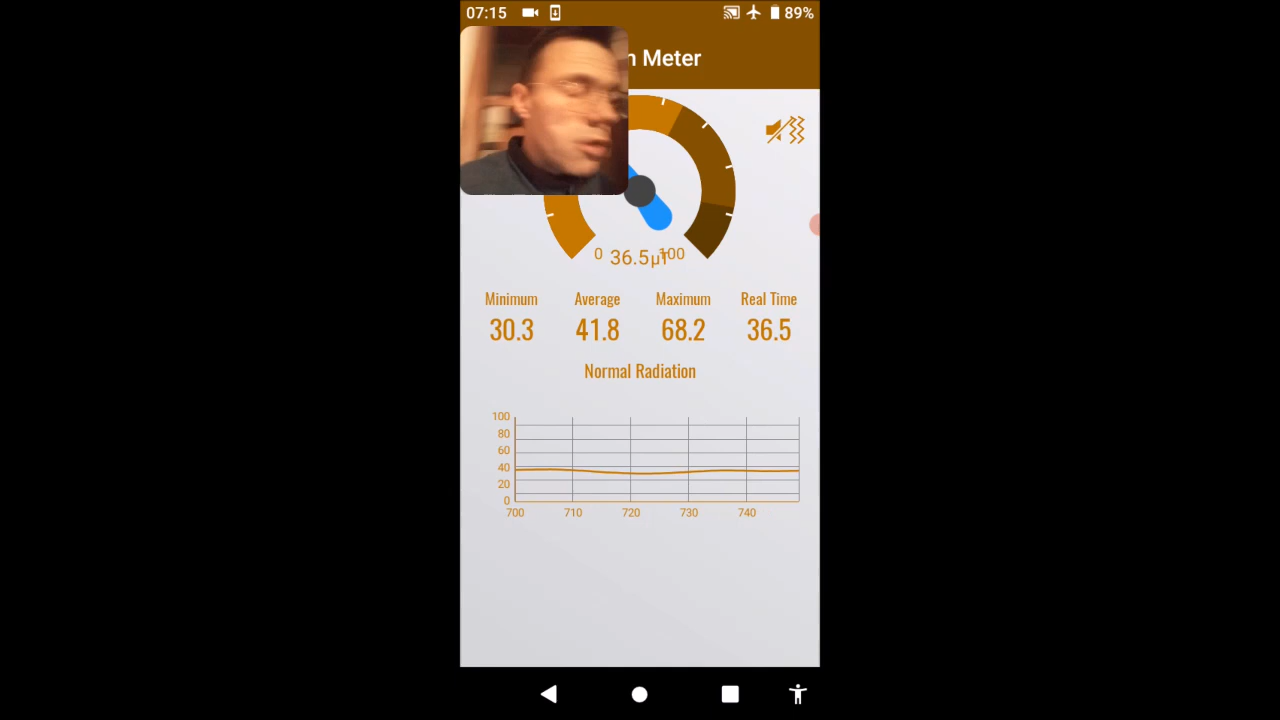 07:15 89%
n Meter
0 36.5μT 100
Minimum Average Maximum Real Time
30.3 41.8 68.2 36.5
Normal Radiation
100
80
60
40
20
0
700 710 720 730 740